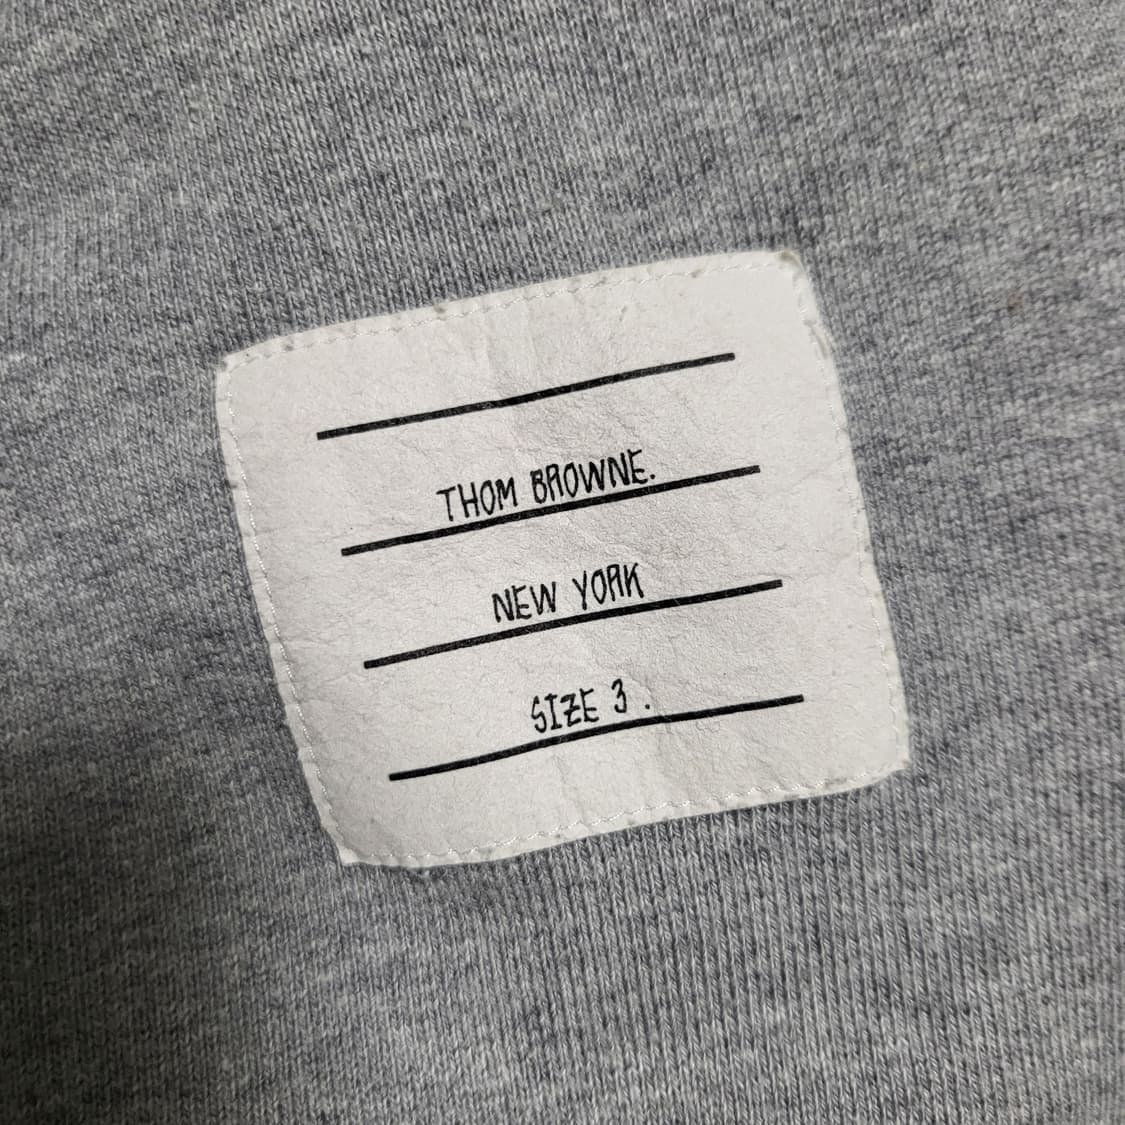 THOM BROWNE.
NEW YORK
SIZE 3 .